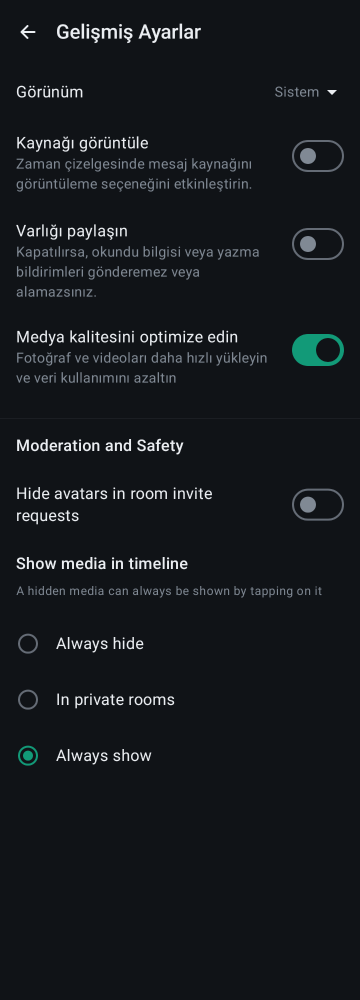 Gelişmiş Ayarlar
Görünüm
Sistem
Kaynağı görüntüle
Zaman çizelgesinde mesaj kaynağını
görüntüleme seçeneğini etkinleştirin.
Varlığı paylaşın
Kapatılırsa, okundu bilgisi veya yazma
bildirimleri gönderemez veya
alamazsınız.
Medya kalitesini optimize edin
Fotoğraf ve videoları daha hızlı yükleyin
ve veri kullanımını azaltın
Moderation and Safety
Hide avatars in room invite
requests
Show media in timeline
A hidden media can always be shown by tapping on it
Always hide
In private rooms
Always show